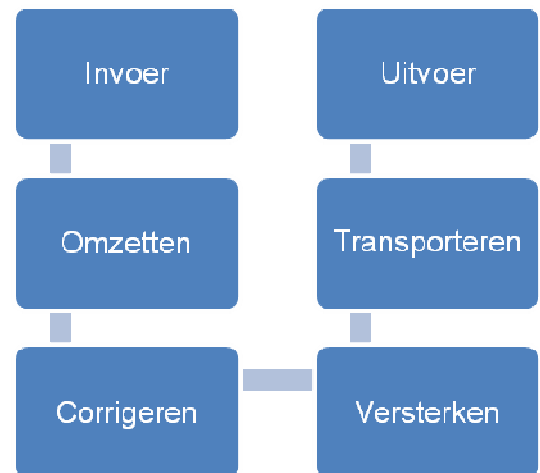 Invoer
Omzetten
Corrigeren
Versterken
Transporteren
Uitvoer